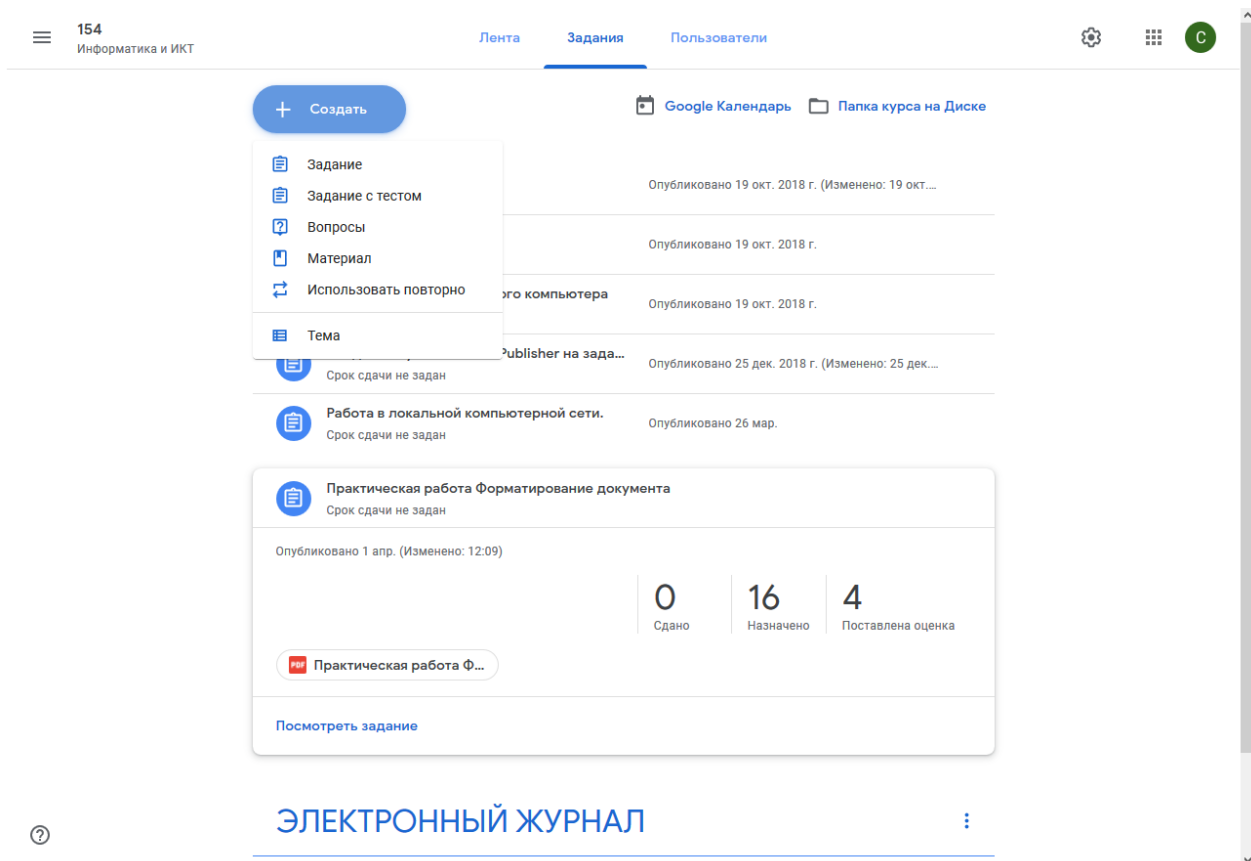 154
Информатика и ИКТ
Лента
Задания
Пользователи
С
Создать
Google Календарь
Папка курса на Диске
Задание
Задание с тестом
Вопросы
Материал
Использовать повторно
Тема
Опубликовано 19 окт. 2018 г. (Изменено: 19 окт....
Опубликовано 19 окт. 2018 г.
компьютера
Опубликовано 19 окт. 2018 г.
Publisher на зада...
Срок сдачи не задан
Опубликовано 25 дек. 2018 г. (Изменено: 25 дек....
Работа в локальной компьютерной сети.
Срок сдачи не задан
Опубликовано 26 мар.
Практическая работа Форматирование документа
Срок сдачи не задан
Опубликовано 1 апр. (Изменено: 12:09)
0
Сдано
16
Назначено
4
Поставлена оценка
PDF Практическая работа Ф...
Посмотреть задание
ЭЛЕКТРОННЫЙ ЖУРНАЛ